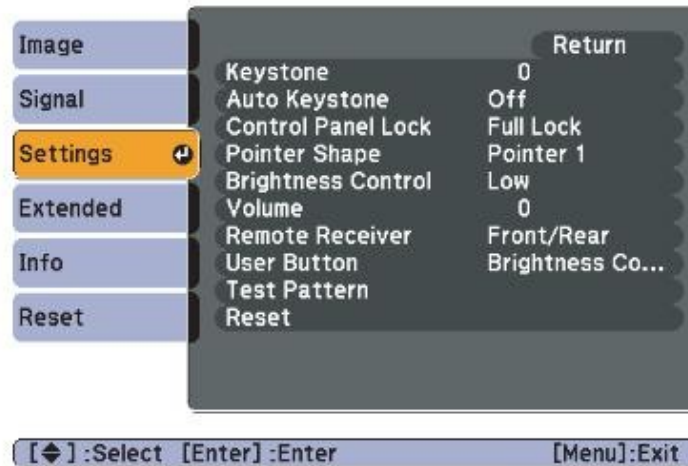 Image
Signal
Settings
Extended
Info
Reset
Return
Keystone 0
Auto Keystone Off
Control Panel Lock Full Lock
Pointer Shape Pointer 1
Brightness Control Low
Volume 0
Remote Receiver Front/Rear
User Button Brightness Co...
Test Pattern
Reset
[◆] :Select [Enter] :Enter [Menu]:Exit